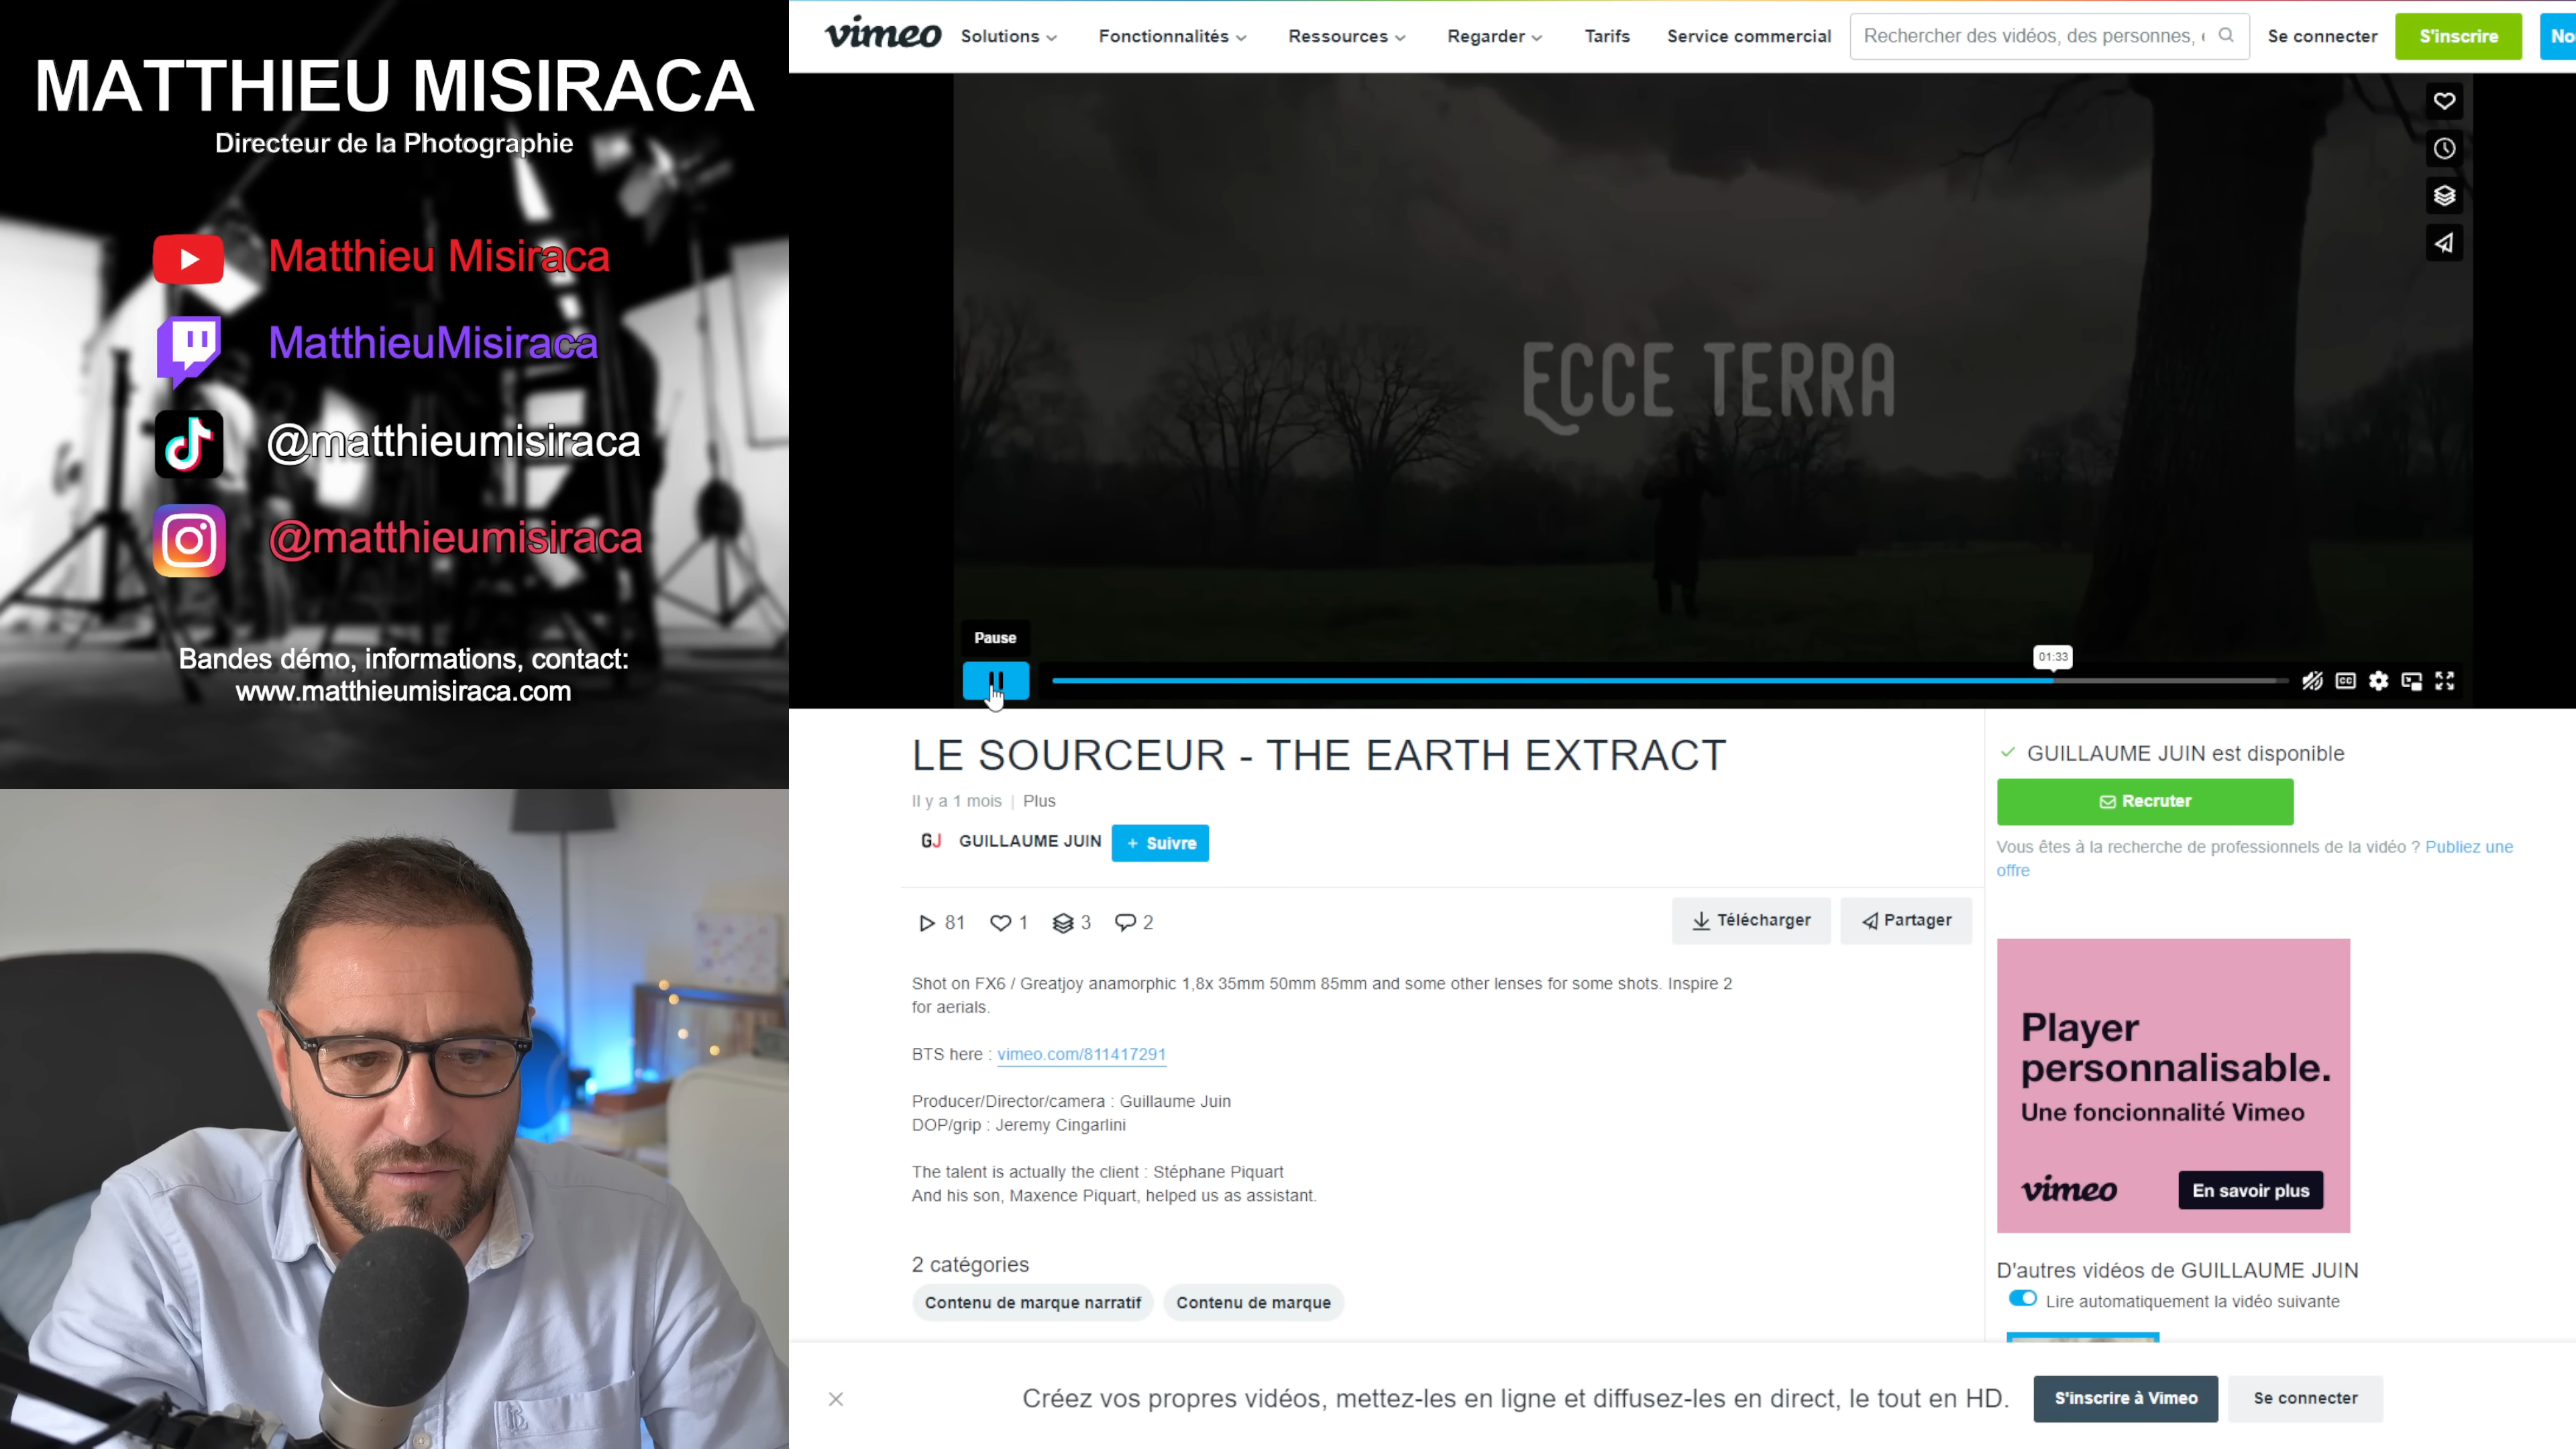 MATTHIEU MISIRACA
Directeur de la Photographie
Matthieu Misiraca
MatthieuMisiraca
@matthieumisiraca
@matthieumisiraca
Bandes démo, informations, contact:
www.matthieumisiraca.com
vimeo
Solutions
Fonctionnalités
Ressources
Regarder
Tarifs
Service commercial
Rechercher des vidéos, des personnes,
Se connecter
S'inscrire
ECCE TERRA
Pause
01:33
CC
LE SOURCEUR - THE EARTH EXTRACT
Il y a 1 mois | Plus
GJ GUILLAUME JUIN + Suivre
81 1 3 2
Télécharger
Partager
Shot on FX6 / Greatjoy anamorphic 1,8x 35mm 50mm 85mm and some other lenses for some shots. Inspire 2
for aerials.
BTS here : vimeo.com/811417291
Producer/Director/camera : Guillaume Juin
DOP/grip : Jeremy Cingarlini
The talent is actually the client : Stéphane Piquart
And his son, Maxence Piquart, helped us as assistant.
2 catégories
Contenu de marque narratif
Contenu de marque
GUILLAUME JUIN est disponible
Recruter
Vous êtes à la recherche de professionnels de la vidéo ? Publiez une
offre
Player
personnalisable.
Une foncionnalité Vimeo
vimeo
En savoir plus
D'autres vidéos de GUILLAUME JUIN
Lire automatiquement la vidéo suivante
Créez vos propres vidéos, mettez-les en ligne et diffusez-les en direct, le tout en HD.
S'inscrire à Vimeo
Se connecter